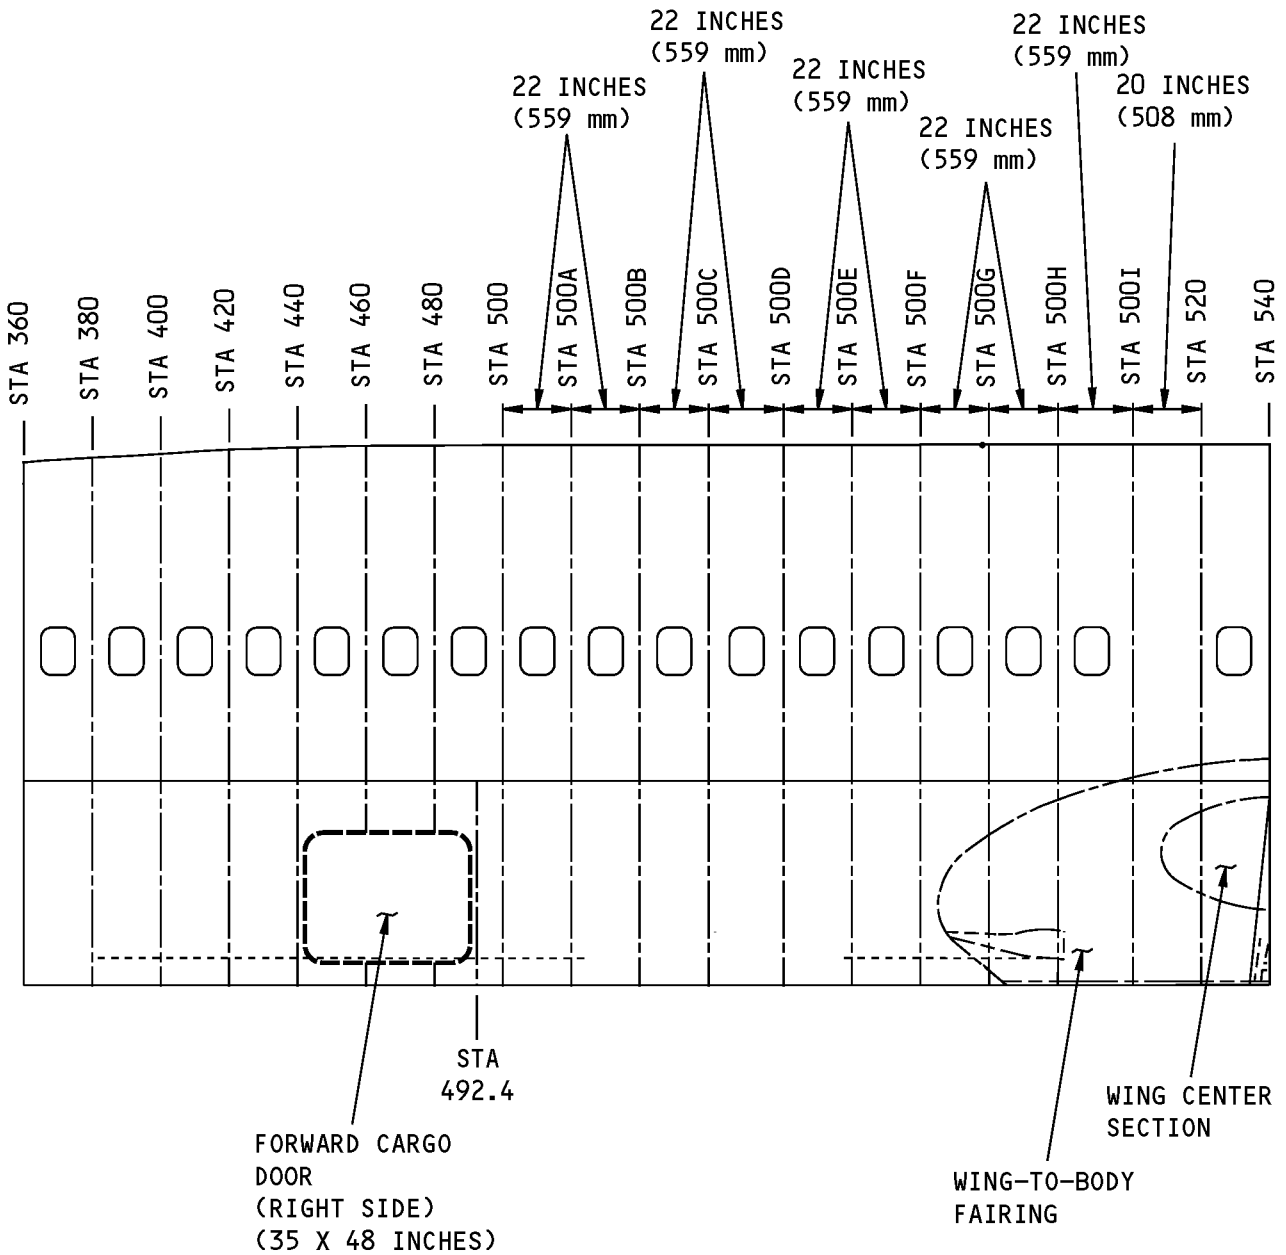 22 INCHES
(559 mm)
22 INCHES
(559 mm)
22 INCHES
(559 mm)
22 INCHES
(559 mm)
22 INCHES
(559 mm)
20 INCHES
(508 mm)
STA 360
STA 380
STA 400
STA 420
STA 440
STA 460
STA 480
STA 500
STA 500A
STA 500B
STA 500C
STA 500D
STA 500E
STA 500F
STA 500G
STA 500H
STA 500I
STA 520
STA 540
STA
492.4
FORWARD CARGO
DOOR
(RIGHT SIDE)
(35 X 48 INCHES)
WING-TO-BODY
FAIRING
WING CENTER
SECTION